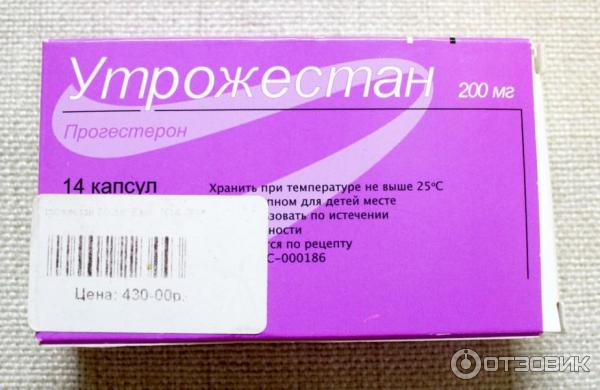 Утрожестан 200 мг
Прогестерон
14 капсул
Хранить при температуре не выше 25°С
пном для детей месте
зовать по истечении
ности
тся по рецепту
С-000186
Цена: 430-00р.
ОТЗОВИК